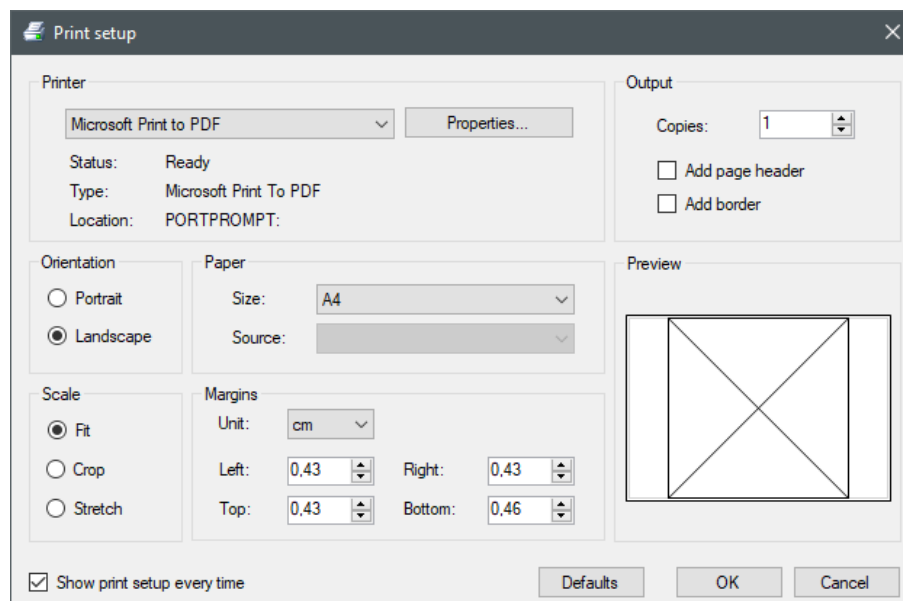 Print setup
Printer
Microsoft Print to PDF
Properties...
Status: Ready
Type: Microsoft Print To PDF
Location: PORTPROMPT:
Output
Copies: 1
Add page header
Add border
Orientation
Portrait
Landscape
Paper
Size: A4
Source:
Preview
Scale
Fit
Crop
Stretch
Margins
Unit: cm
Left: 0,43 Right: 0,43
Top: 0,43 Bottom: 0,46
Show print setup every time
Defaults OK Cancel